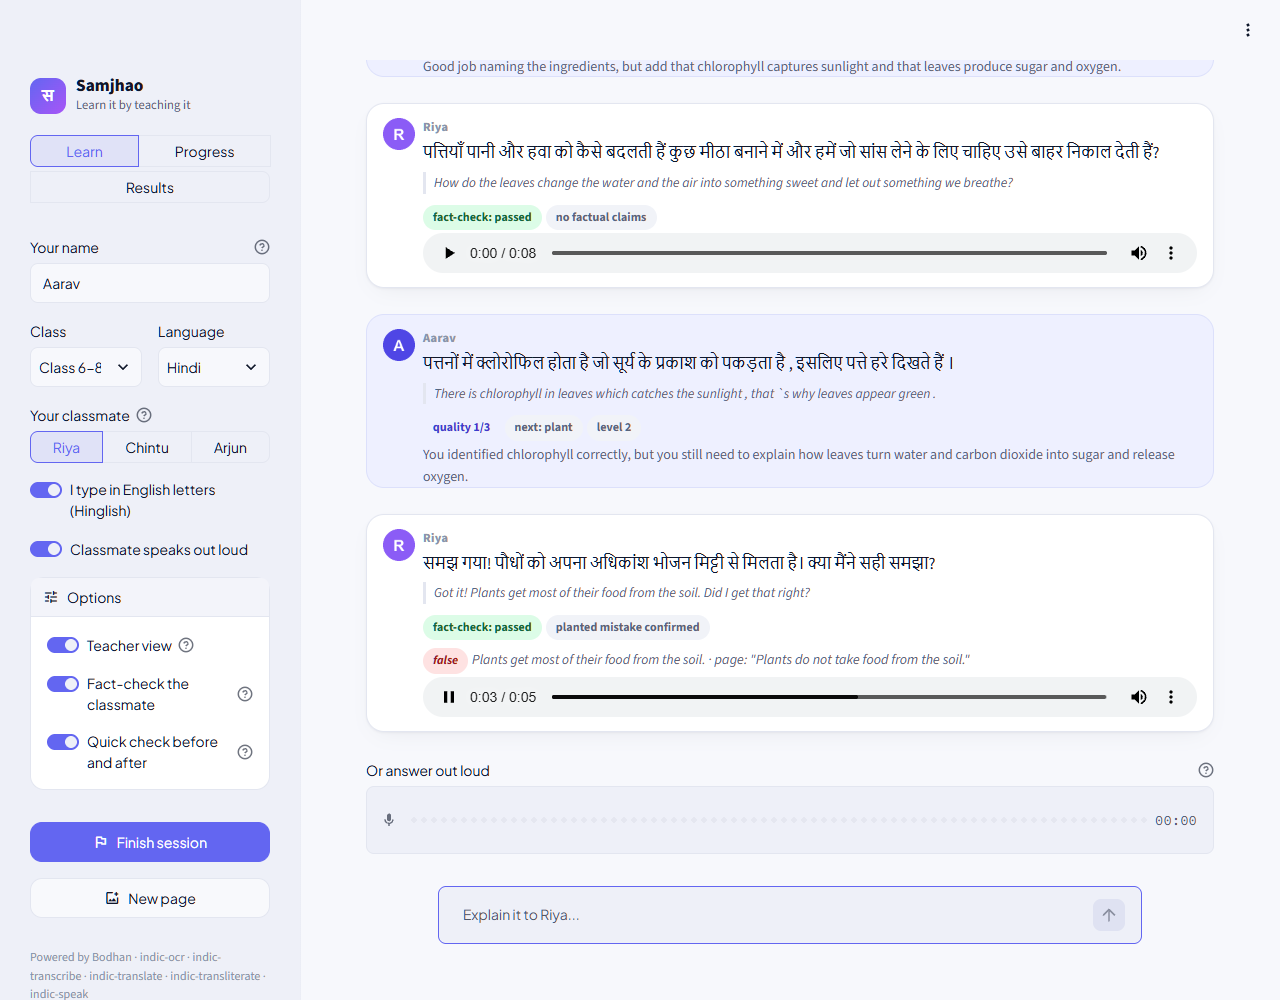 स
Samjhao
Learn it by teaching it
Learn
Progress
Results
Your name
Aarav
Class
Language
Class 6–8
Hindi
Your classmate
Riya
Chintu
Arjun
I type in English letters
(Hinglish)
Classmate speaks out loud
Options
Teacher view
Fact-check the
classmate
Quick check before
and after
Finish session
New page
Powered by Bodhan · indic-ocr · indic-
transcribe · indic-translate · indic-transliterate ·
indic-speak
Good job naming the ingredients, but add that chlorophyll captures sunlight and that leaves produce sugar and oxygen.
R
Riya
पत्तियाँ पानी और हवा को कैसे बदलती हैं कुछ मीठा बनाने में और हमें जो सांस लेने के लिए चाहिए उसे बाहर निकाल देती हैं?
How do the leaves change the water and the air into something sweet and let out something we breathe?
fact-check: passed no factual claims
0:00 / 0:08
A
Aarav
पत्तनों में क्लोरोफिल होता है जो सूर्य के प्रकाश को पकड़ता है , इसलिए पत्ते हरे दिखते हैं ।
There is chlorophyll in leaves which catches the sunlight , that `s why leaves appear green .
quality 1/3 next: plant level 2
You identified chlorophyll correctly, but you still need to explain how leaves turn water and carbon dioxide into sugar and release
oxygen.
R
Riya
समझ गया! पौधों को अपना अधिकांश भोजन मिट्टी से मिलता है। क्या मैंने सही समझा?
Got it! Plants get most of their food from the soil. Did I get that right?
fact-check: passed planted mistake confirmed
false Plants get most of their food from the soil. · page: "Plants do not take food from the soil."
0:03 / 0:05
Or answer out loud
00:00
Explain it to Riya...